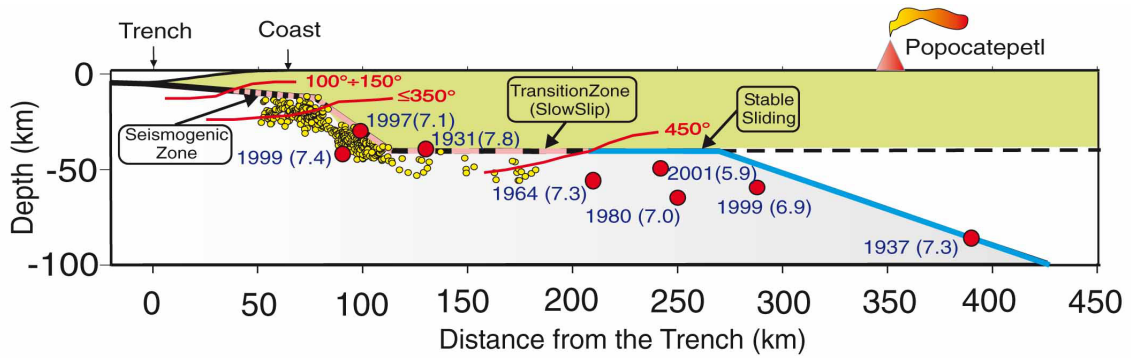 Trench
Coast
Popocatepetl
0
100°÷150°
≤350°
TransitionZone
(SlowSlip)
Stable
Sliding
Seismogenic
Zone
1997(7.1)
1931(7.8)
450°
1999 (7.4)
-50
1964 (7.3)
2001(5.9)
1980 (7.0)
1999 (6.9)
1937 (7.3)
-100
Depth (km)
0 50 100 150 200 250 300 350 400 450
Distance from the Trench (km)